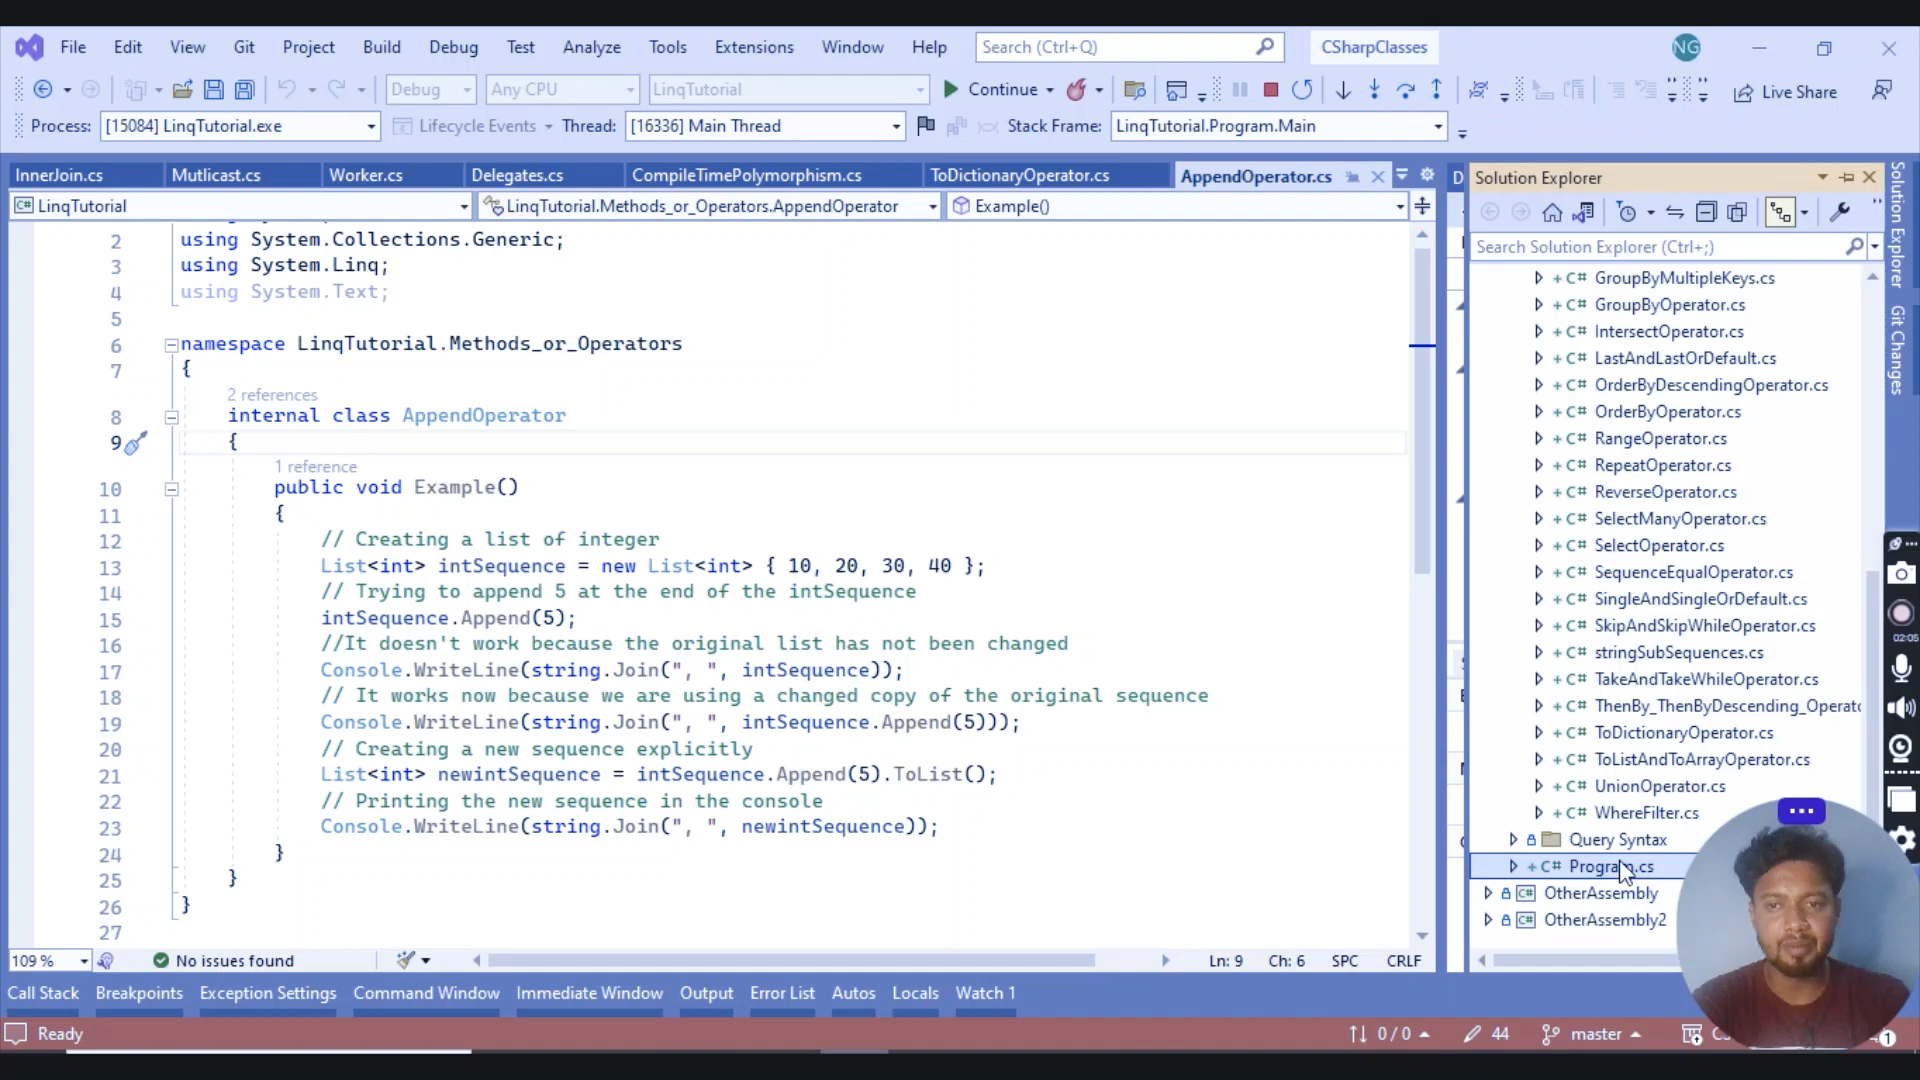 File Edit View Git Project Build Debug Test Analyze Tools Extensions Window Help Search (Ctrl+Q) CSharpClasses NG
Debug Any CPU LinqTutorial Continue Live Share
Process: [15084] LinqTutorial.exe Lifecycle Events Thread: [16336] Main Thread Stack Frame: LinqTutorial.Program.Main
InnerJoin.cs Mutlicast.cs Worker.cs Delegates.cs CompileTimePolymorphism.cs ToDictionaryOperator.cs AppendOperator.cs
LinqTutorial LinqTutorial.Methods_or_Operators.AppendOperator Example()
2 using System.Collections.Generic;
3 using System.Linq;
4 using System.Text;
5
6 namespace LinqTutorial.Methods_or_Operators
7 {
2 references
8 internal class AppendOperator
9 {
1 reference
10 public void Example()
11 {
12 // Creating a list of integer
13 List<int> intSequence = new List<int> { 10, 20, 30, 40 };
14 // Trying to append 5 at the end of the intSequence
15 intSequence.Append(5);
16 //It doesn't work because the original list has not been changed
17 Console.WriteLine(string.Join(", ", intSequence));
18 // It works now because we are using a changed copy of the original sequence
19 Console.WriteLine(string.Join(", ", intSequence.Append(5)));
20 // Creating a new sequence explicitly
21 List<int> newintSequence = intSequence.Append(5).ToList();
22 // Printing the new sequence in the console
23 Console.WriteLine(string.Join(", ", newintSequence));
24 }
25 }
26 }
27
109 % No issues found Ln: 9 Ch: 6 SPC CRLF
Solution Explorer
Search Solution Explorer (Ctrl+;)
C# GroupByMultipleKeys.cs
C# GroupByOperator.cs
C# IntersectOperator.cs
C# LastAndLastOrDefault.cs
C# OrderByDescendingOperator.cs
C# OrderByOperator.cs
C# RangeOperator.cs
C# RepeatOperator.cs
C# ReverseOperator.cs
C# SelectManyOperator.cs
C# SelectOperator.cs
C# SequenceEqualOperator.cs
C# SingleAndSingleOrDefault.cs
C# SkipAndSkipWhileOperator.cs
C# stringSubSequences.cs
C# TakeAndTakeWhileOperator.cs
C# ThenBy_ThenByDescending_Operato
C# ToDictionaryOperator.cs
C# ToListAndToArrayOperator.cs
C# UnionOperator.cs
C# WhereFilter.cs
Query Syntax
C# Program.cs
C# OtherAssembly
C# OtherAssembly2
Solution Explorer
Git Changes
02:05
Call Stack Breakpoints Exception Settings Command Window Immediate Window Output Error List Autos Locals Watch 1
Ready 0 / 0 44 master 1